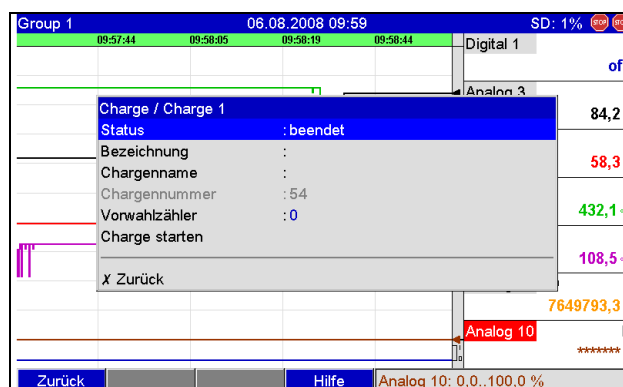 Group 1 06.08.2008 09:59 SD: 1% STOP
09:57:44 09:58:05 09:58:19 09:58:44 Digital 1
of
Analog 3
84,2
58,3
432,1
108,5
7649793,3
Analog 10
*******
Charge / Charge 1
Status :beendet
Bezeichnung :
Chargenname :
Chargennummer :54
Vorwahlzähler :0
Charge starten
X Zurück
Zurück Hilfe Analog 10: 0,0..100,0 %